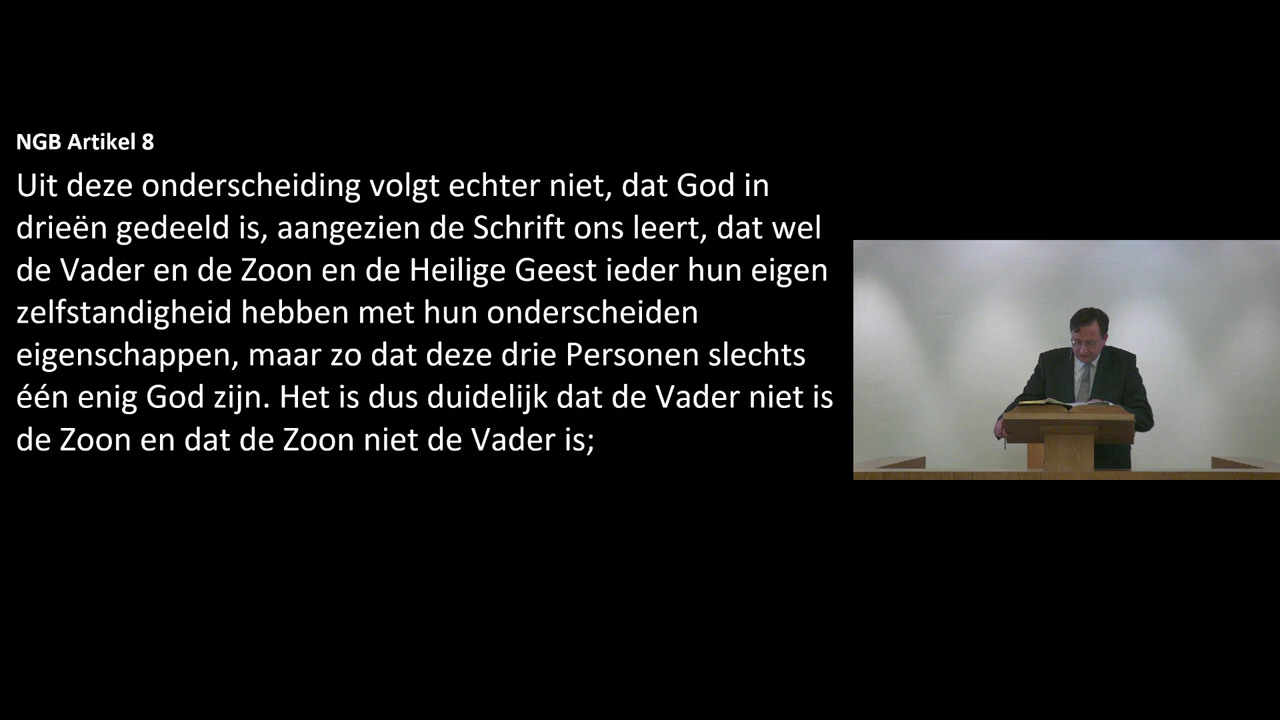 NGB Artikel 8
Uit deze onderscheiding volgt echter niet, dat God in
drieën gedeeld is, aangezien de Schrift ons leert, dat wel
de Vader en de Zoon en de Heilige Geest ieder hun eigen
zelfstandigheid hebben met hun onderscheiden
eigenschappen, maar zo dat deze drie Personen slechts
één enig God zijn. Het is dus duidelijk dat de Vader niet is
de Zoon en dat de Zoon niet de Vader is;